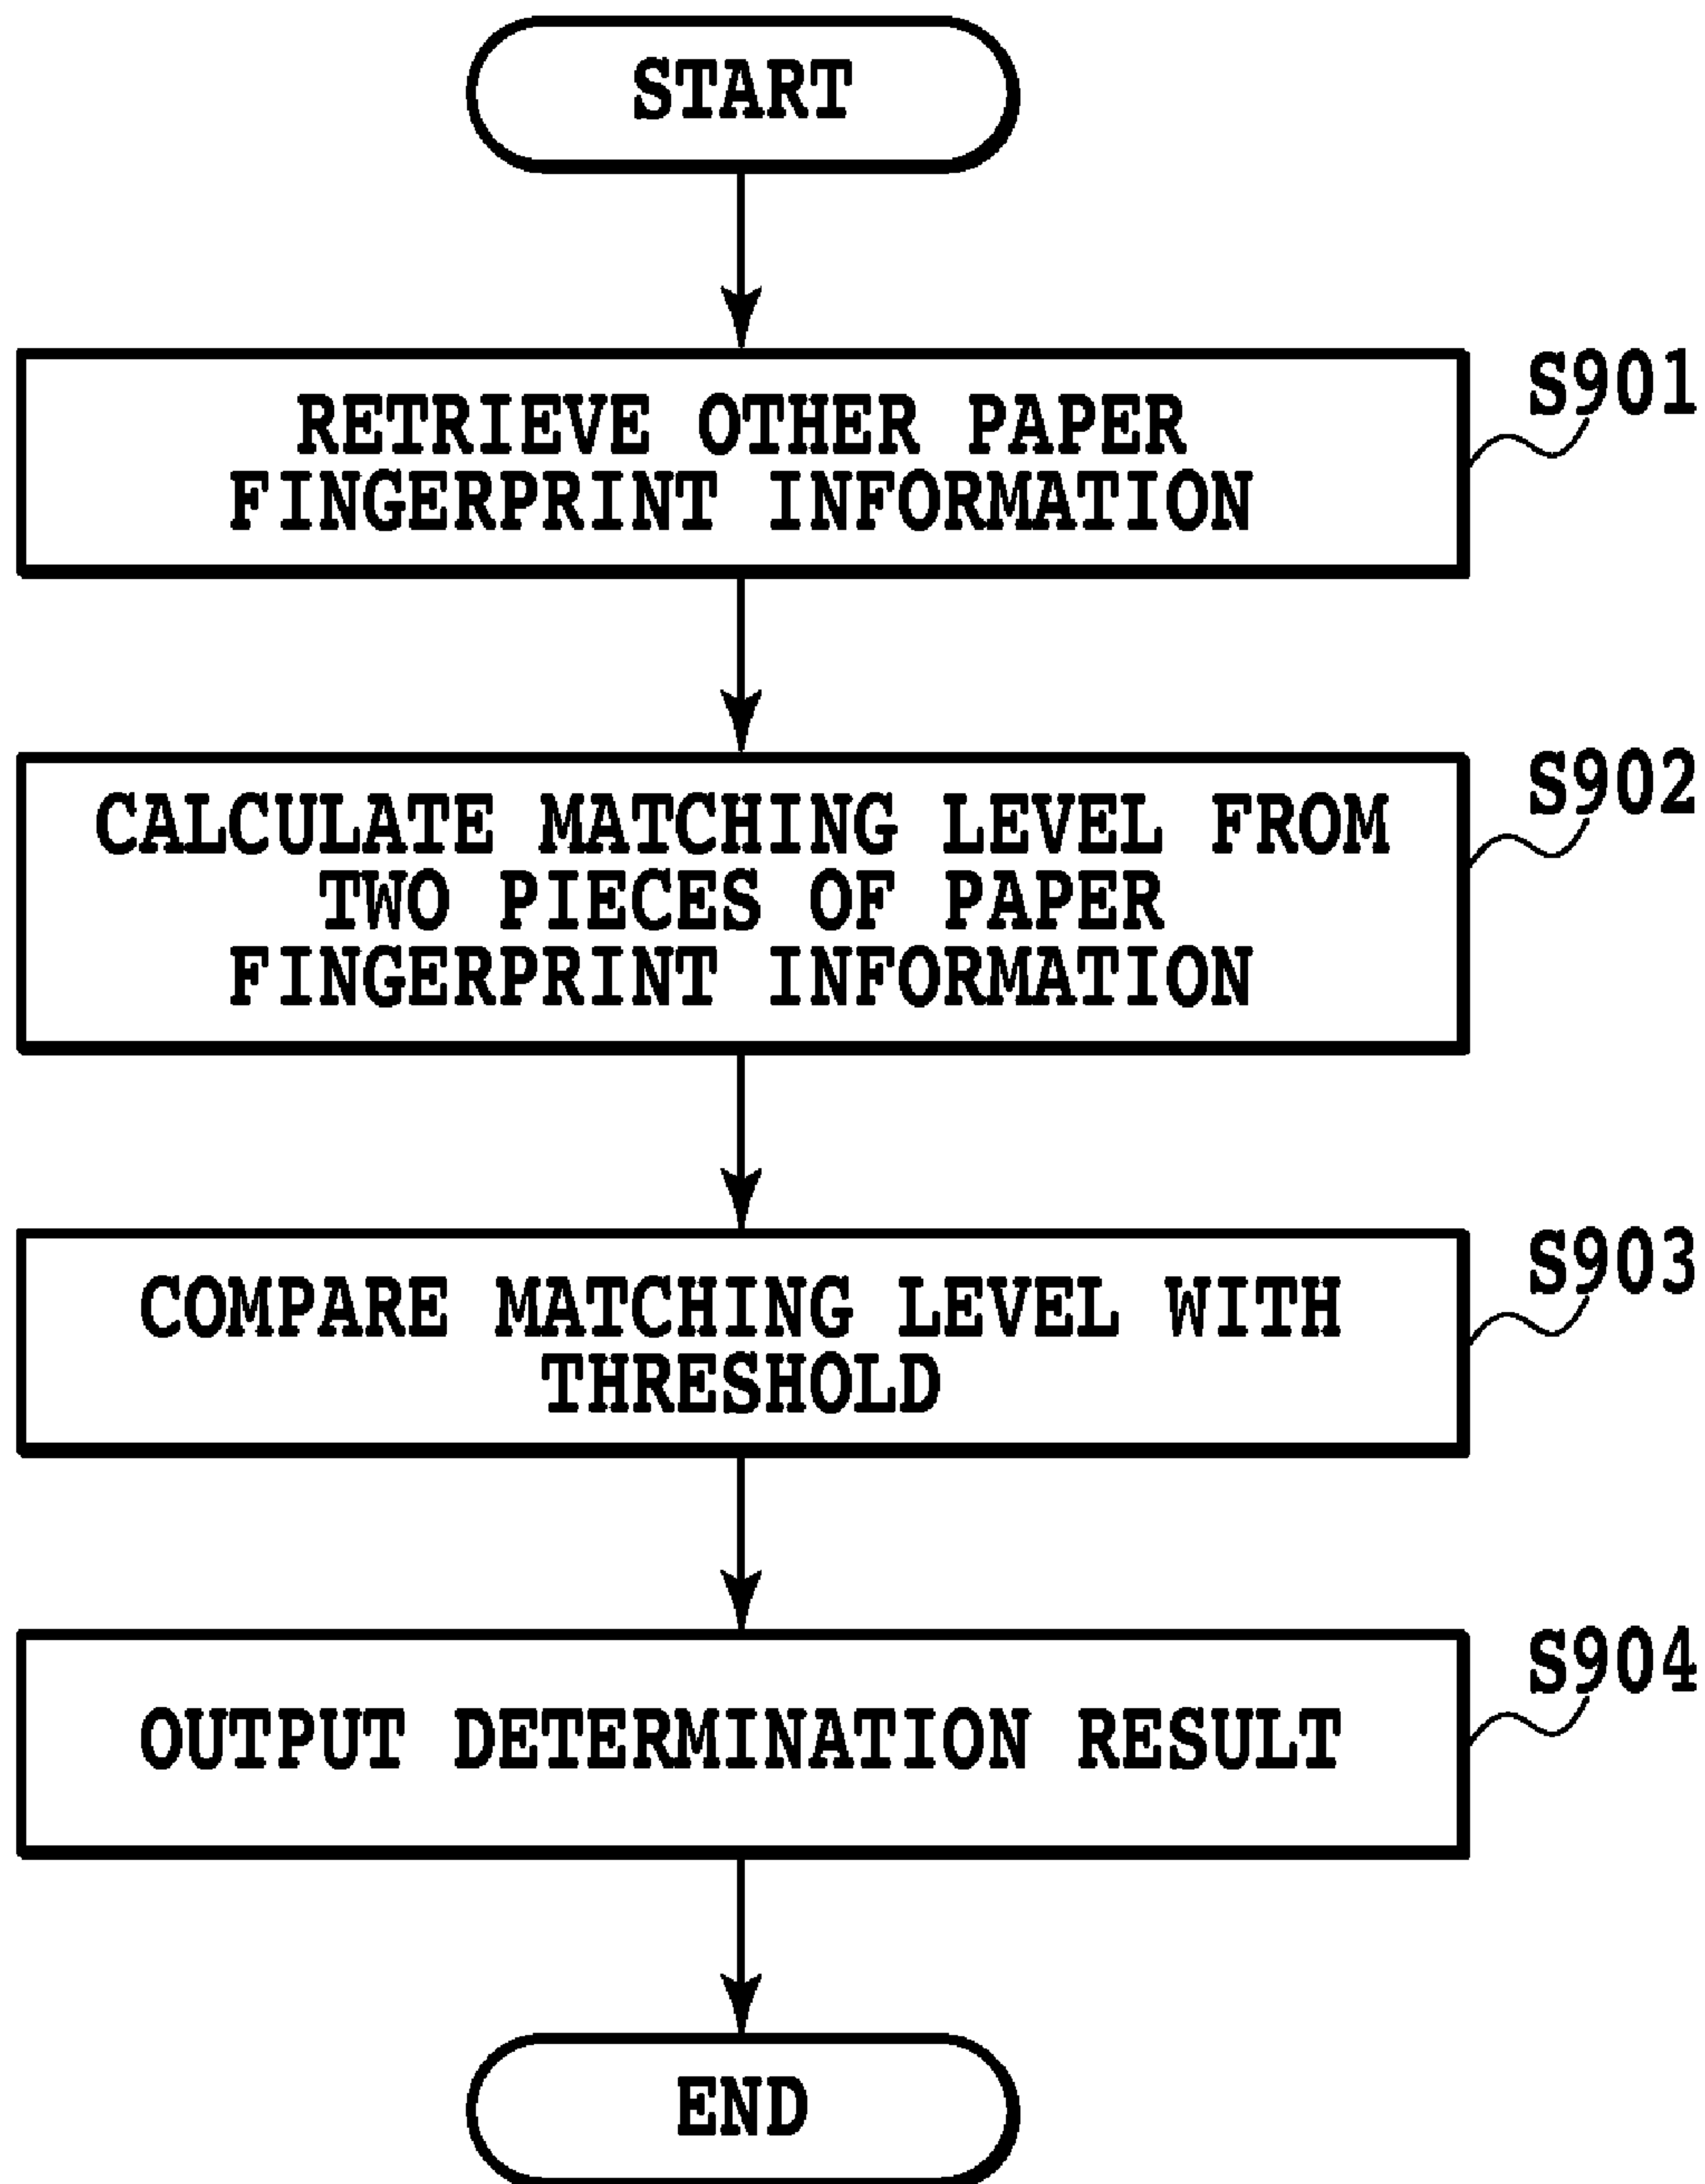 START
RETRIEVE OTHER PAPER
FINGERPRINT INFORMATION
S901
CALCULATE MATCHING LEVEL FROM
TWO PIECES OF PAPER
FINGERPRINT INFORMATION
S902
COMPARE MATCHING LEVEL WITH
THRESHOLD
S903
OUTPUT DETERMINATION RESULT
S904
END